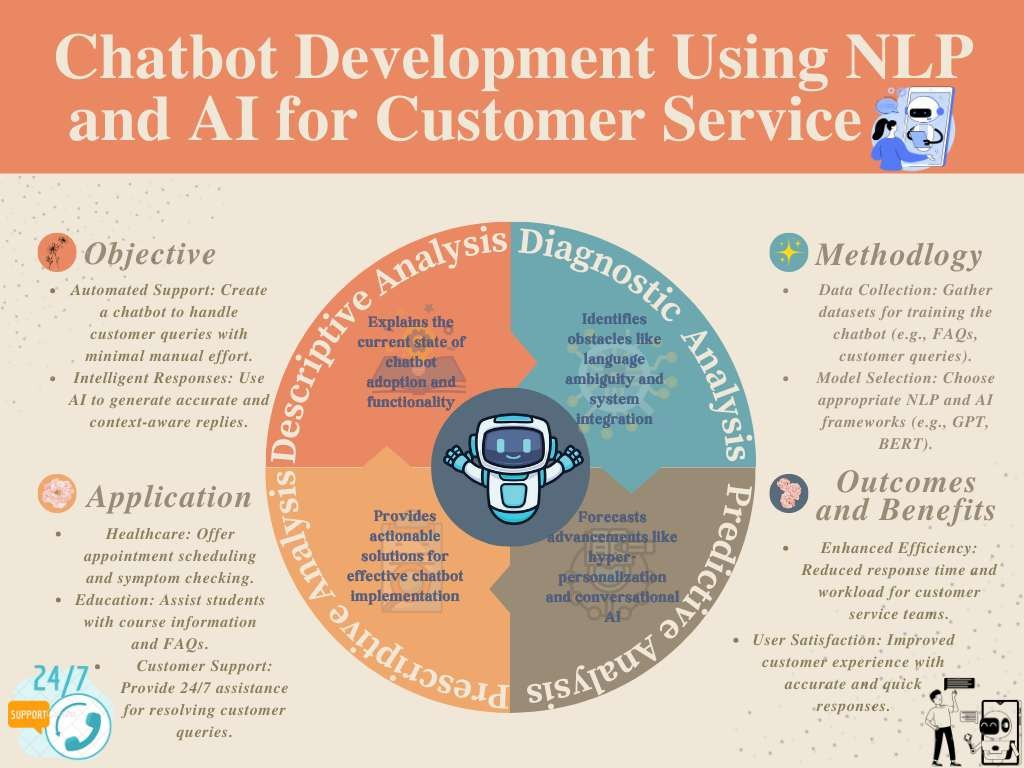 Chatbot Development Using NLP
and AI for Customer Service
Objective
• Automated Support: Create
a chatbot to handle
customer queries with
minimal manual effort.
• Intelligent Responses: Use
AI to generate accurate and
context-aware replies.
Application
• Healthcare: Offer
appointment scheduling
and symptom checking.
• Education: Assist students
with course information
and FAQs.
• Customer Support:
Provide 24/7 assistance
for resolving customer
queries.
24/7
SUPPORT
Descriptive Analysis
Explains the
current state of
chatbot
adoption and
functionality
Diagnostic Analysis
Identifies
obstacles like
language
ambiguity and
system
integration
Prescriptive Analysis
Provides
actionable
solutions for
effective chatbot
implementation
Predictive Analysis
Forecasts
advancements like
hyper-
personalization
and conversational
AI
Methodlogy
• Data Collection: Gather
datasets for training the
chatbot (e.g., FAQs,
customer queries).
• Model Selection: Choose
appropriate NLP and AI
frameworks (e.g., GPT,
BERT).
Outcomes
and Benefits
• Enhanced Efficiency:
Reduced response time and
workload for customer
service teams.
• User Satisfaction: Improved
customer experience with
accurate and quick
responses.